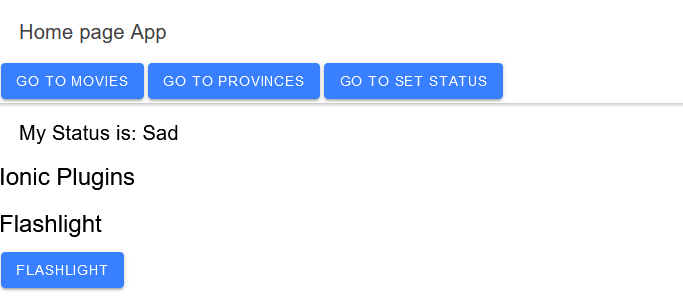 Home page App
GO TO MOVIES GO TO PROVINCES GO TO SET STATUS
My Status is: Sad
Ionic Plugins
Flashlight
FLASHLIGHT